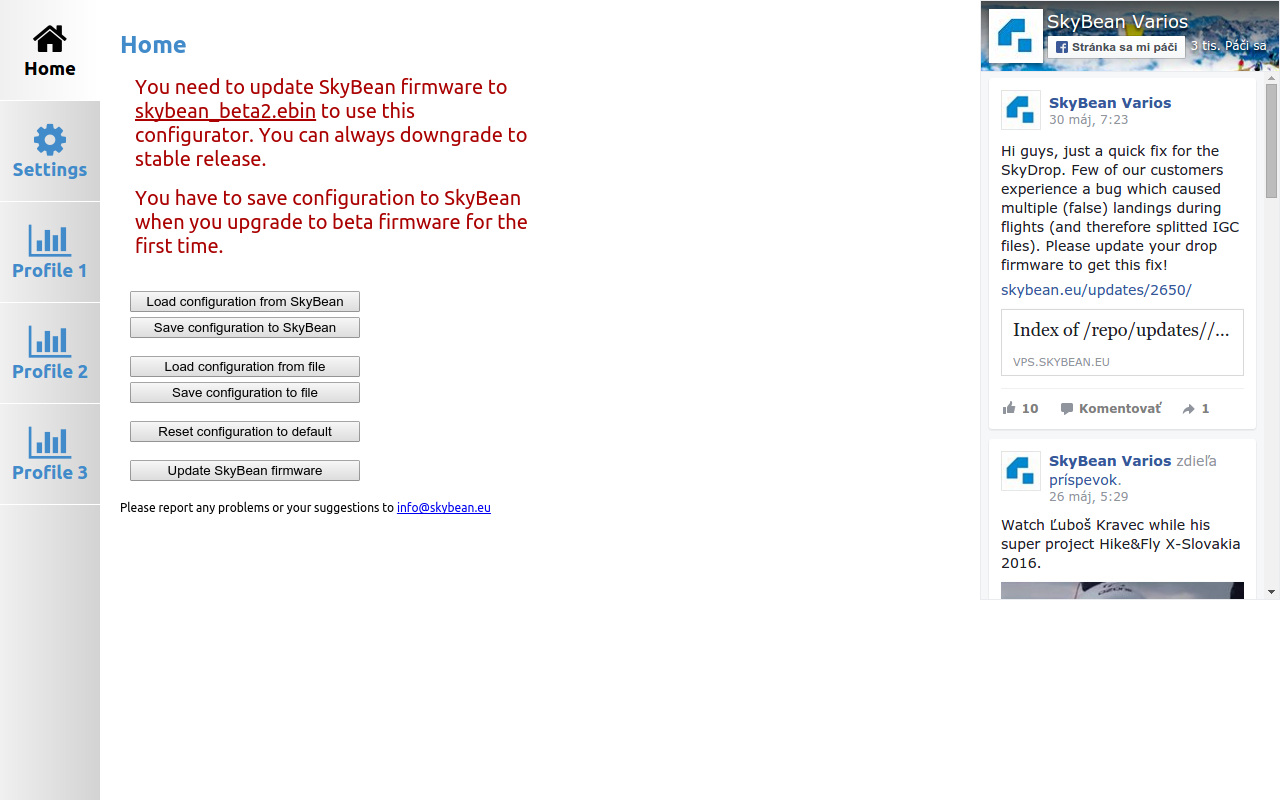 Home
Settings
Profile 1
Profile 2
Profile 3
Home
You need to update SkyBean firmware to
skybean_beta2.ebin to use this
configurator. You can always downgrade to
stable release.
You have to save configuration to SkyBean
when you upgrade to beta firmware for the
first time.
Load configuration from SkyBean
Save configuration to SkyBean
Load configuration from file
Save configuration to file
Reset configuration to default
Update SkyBean firmware
Please report any problems or your suggestions to info@skybean.eu
SkyBean Varios
Stránka sa mi páči
3 tis. Páči sa
SkyBean Varios
30 máj, 7:23
Hi guys, just a quick fix for the
SkyDrop. Few of our customers
experience a bug which caused
multiple (false) landings during
flights (and therefore splitted IGC
files). Please update your drop
firmware to get this fix!
skybean.eu/updates/2650/
Index of /repo/updates//...
VPS.SKYBEAN.EU
10 Komentovať 1
SkyBean Varios zdieľa
príspevok.
26 máj, 5:29
Watch Ľuboš Kravec while his
super project Hike&Fly X-Slovakia
2016.